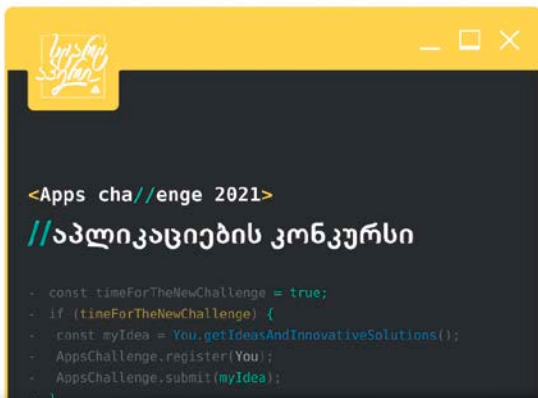 <Apps cha//enge 2021>
//აპლიკაციების კონკურსი
- const timeForTheNewChallenge = true;
- if (timeForTheNewChallenge) {
- const myIdea = You.getIdeasAndInnovativeSolutions();
- AppsChallenge.register(You);
- AppsChallenge.submit(myIdea);
- }